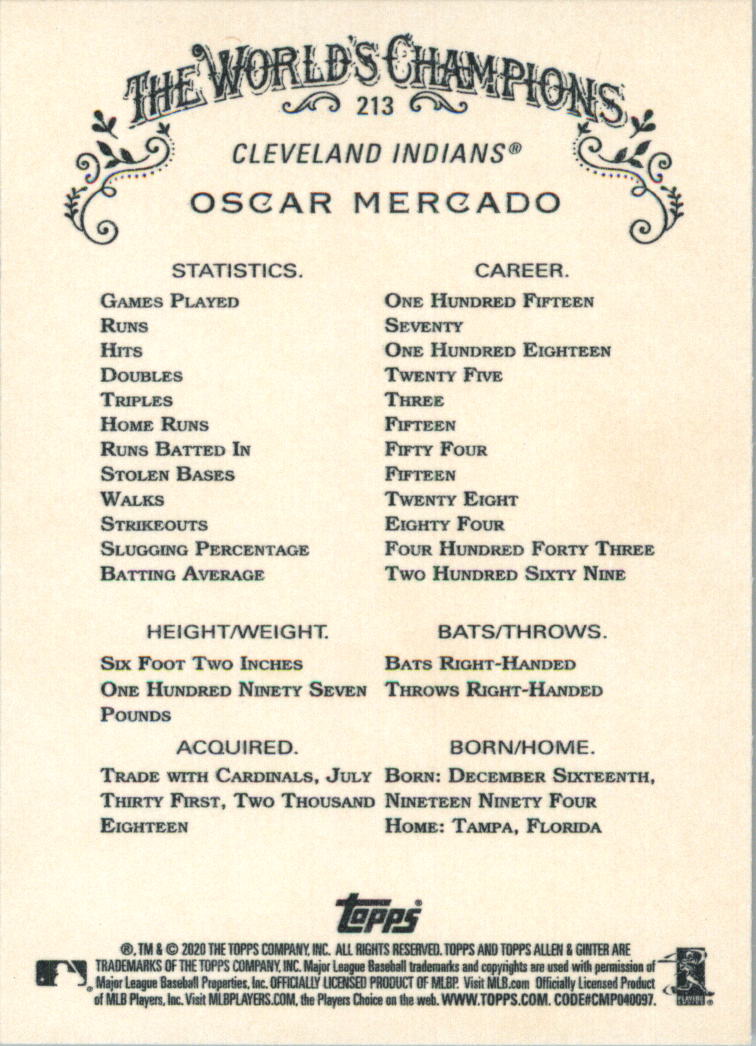 THE WORLD'S CHAMPIONS
213
CLEVELAND INDIANS®
OSCAR MERCADO
STATISTICS. CAREER.
GAMES PLAYED ONE HUNDRED FIFTEEN
RUNS SEVENTY
HITS ONE HUNDRED EIGHTEEN
DOUBLES TWENTY FIVE
TRIPLES THREE
HOME RUNS FIFTEEN
RUNS BATTED IN FIFTY FOUR
STOLEN BASES FIFTEEN
WALKS TWENTY EIGHT
STRIKEOUTS EIGHTY FOUR
SLUGGING PERCENTAGE FOUR HUNDRED FORTY THREE
BATTING AVERAGE TWO HUNDRED SIXTY NINE
HEIGHT/WEIGHT. BATS/THROWS.
SIX FOOT TWO INCHES BATS RIGHT-HANDED
ONE HUNDRED NINETY SEVEN THROWS RIGHT-HANDED
POUNDS
ACQUIRED. BORN/HOME.
TRADE WITH CARDINALS, JULY BORN: DECEMBER SIXTEENTH,
THIRTY FIRST, TWO THOUSAND NINETEEN NINETY FOUR
EIGHTEEN HOME: TAMPA, FLORIDA
topps®
®, TM & © 2020 THE TOPPS COMPANY, INC. ALL RIGHTS RESERVED. TOPPS AND TOPPS ALLEN & GINTER ARE
TRADEMARKS OF THE TOPPS COMPANY, INC. Major League Baseball trademarks and copyrights are used with permission of
Major League Baseball Properties, Inc. OFFICIALLY LICENSED PRODUCT OF MLBP. Visit MLB.com Officially Licensed Product
of MLB Players, Inc. Visit MLBPLAYERS.COM, the Players Choice on the web. WWW.TOPPS.COM. CODE#CMP040097.